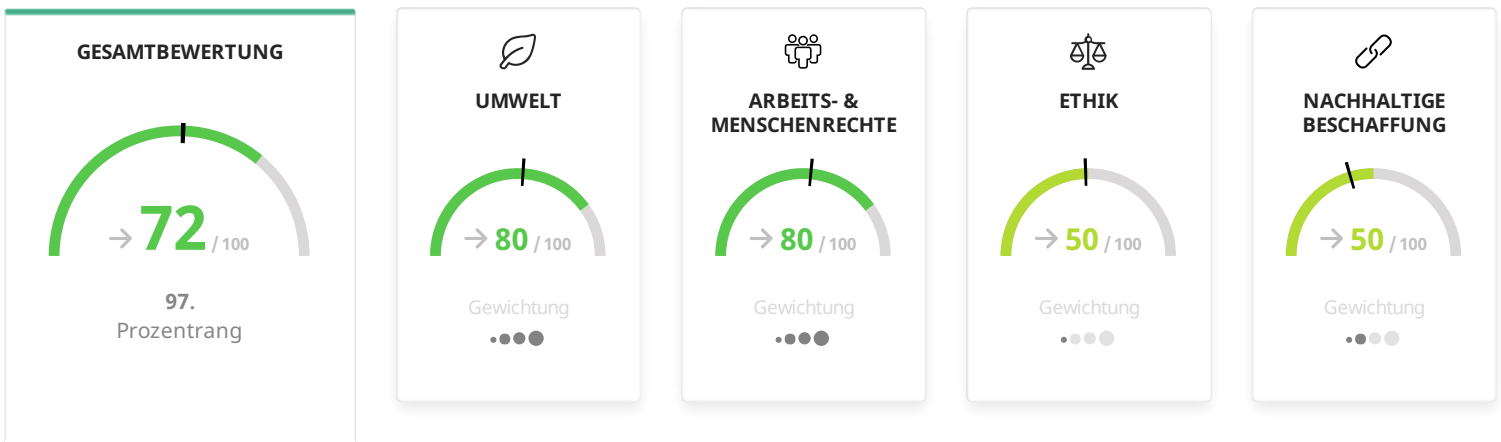 GESAMTBEWERTUNG
→ 72 / 100
97.
Prozentrang
UMWELT
→ 80 / 100
Gewichtung
ARBEITS- &
MENSCHENRECHTE
→ 80 / 100
Gewichtung
ETHIK
→ 50 / 100
Gewichtung
NACHHALTIGE
BESCHAFFUNG
→ 50 / 100
Gewichtung